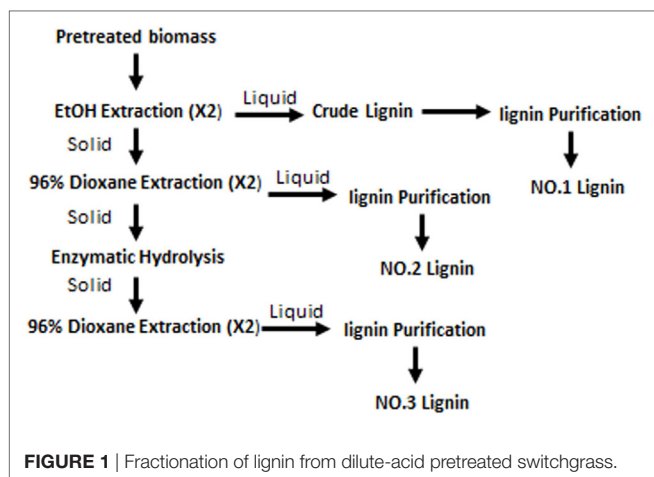 Pretreated biomass
EtOH Extraction (X2)
Liquid
Crude Lignin
lignin Purification
Solid
NO.1 Lignin
96% Dioxane Extraction (X2)
Liquid
lignin Purification
Solid
NO.2 Lignin
Enzymatic Hydrolysis
Solid
96% Dioxane Extraction (X2)
Liquid
lignin Purification
NO.3 Lignin
FIGURE 1 | Fractionation of lignin from dilute-acid pretreated switchgrass.